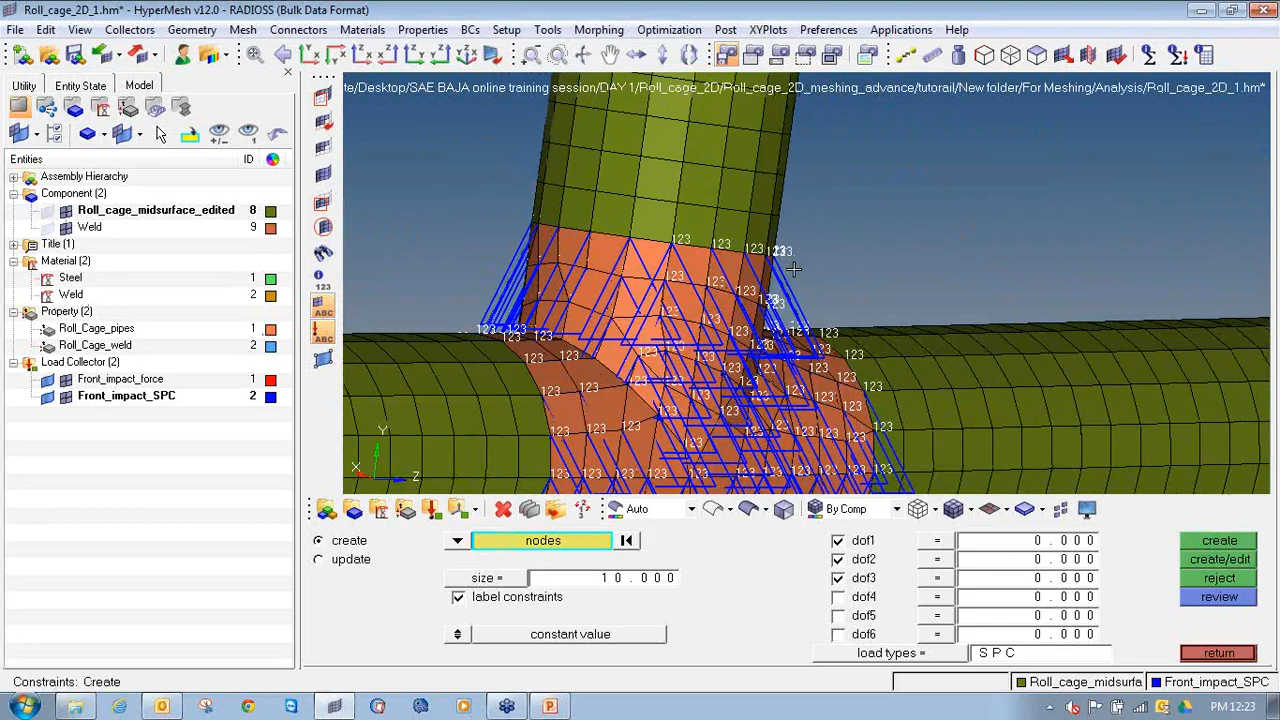 Roll_cage_2D_1.hm* - HyperMesh v12.0 - RADIOSS (Bulk Data Format)
File Edit View Collectors Geometry Mesh Connectors Materials Properties BCs Setup Tools Morphing Optimization Post XYPlots Preferences Applications Help
Utility Entity State Model
te/Desktop/SAE BAJA online training session/DAY 1/Roll_cage_2D/Roll_cage_2D_meshing_advance/tutorail/New folder/For Meshing/Analysis/Roll_cage_2D_1.hm*
Entities ID
Assembly Hierarchy
Component (2)
Roll_cage_midsurface_edited 8
Weld 9
Title (1)
Material (2)
Steel 1
Weld 2
Property (2)
Roll_Cage_pipes 1
Roll_Cage_weld 2
Load Collector (2)
Front_impact_force 1
Front_impact_SPC 2
123
ABC
ABC
Y
X
Z
Auto
By Comp
create
update
nodes
size = 10.000
label constraints
constant value
dof1 = 0.000
dof2 = 0.000
dof3 = 0.000
dof4 = 0.000
dof5 = 0.000
dof6 = 0.000
load types = SPC
create
create/edit
reject
review
return
Constraints: Create
Roll_cage_midsurfa
Front_impact_SPC
PM 12:23